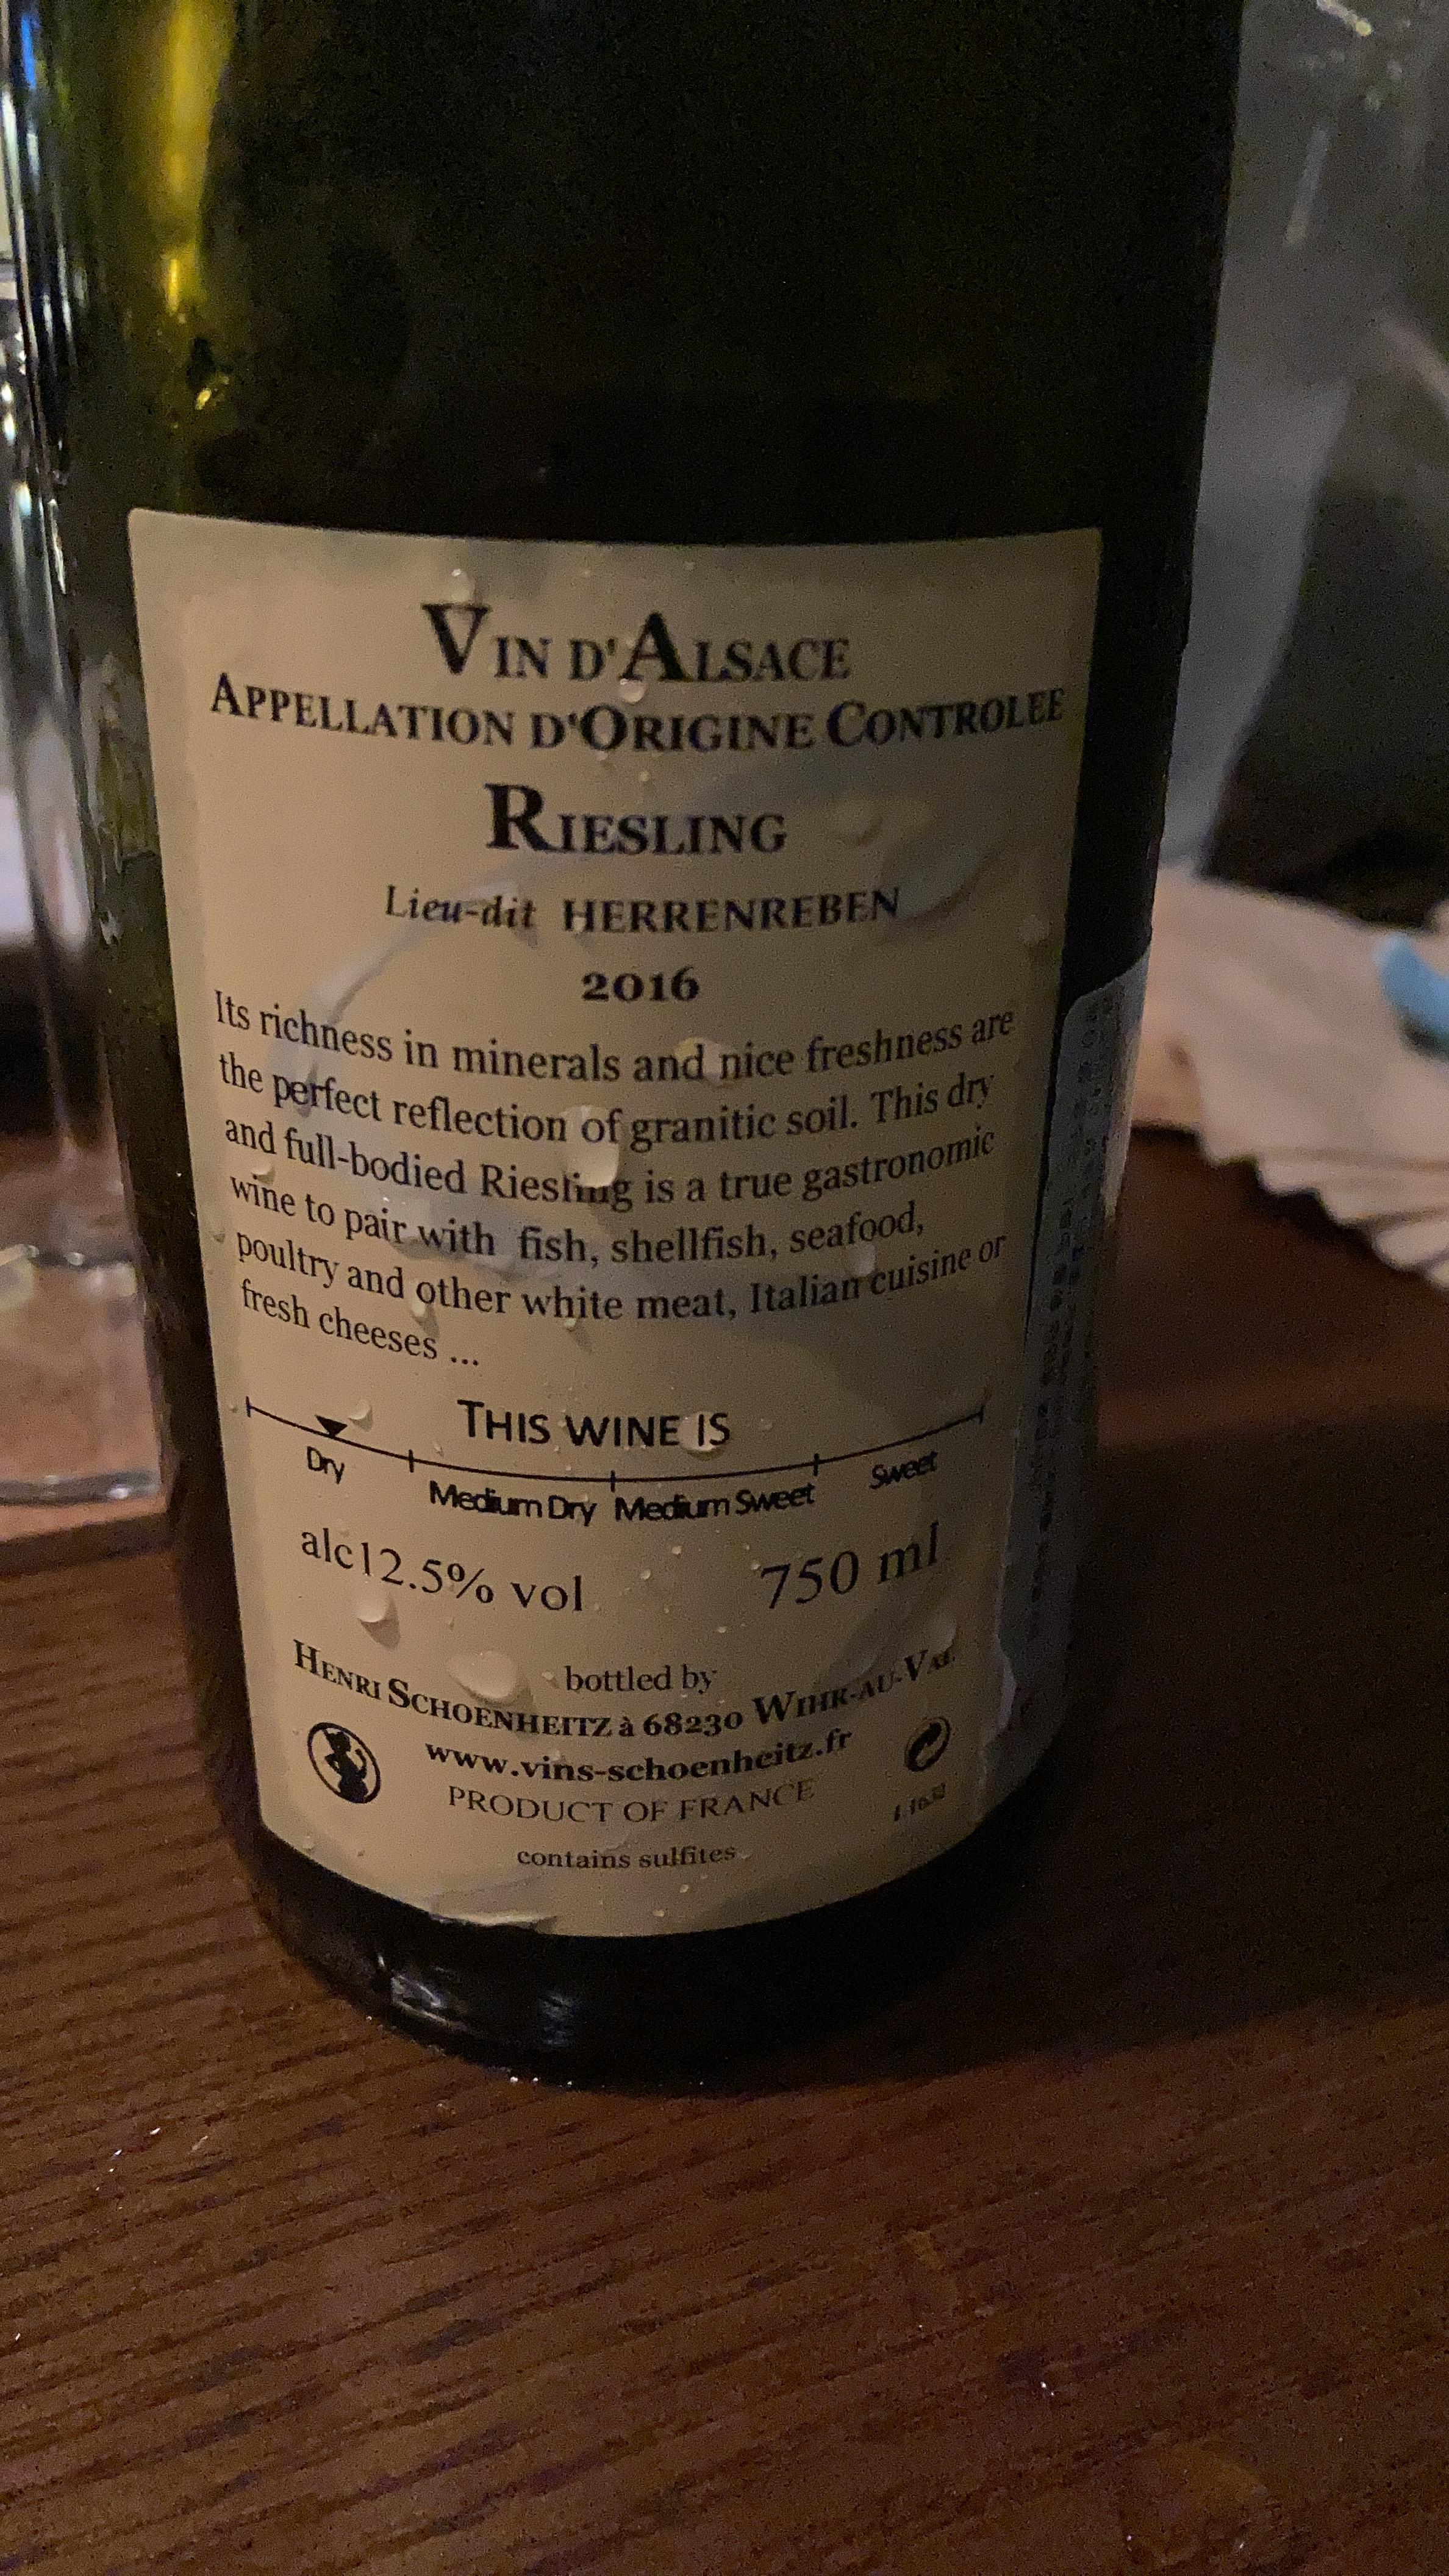 VIN D'ALSACE
APPELLATION D'ORIGINE CONTROLEE
RIESLING
Lieu-dit HERRENREBEN
2016
Its richness in minerals and nice freshness are
the perfect reflection of granitic soil. This dry
and full-bodied Riesling is a true gastronomic
wine to pair with fish, shellfish, seafood,
poultry and other white meat, Italian cuisine or
fresh cheeses ...
THIS WINE IS
Dry Medium Dry Medium Sweet Sweet
alc12.5% vol 750 ml
bottled by
HENRI SCHOENHEITZ à 68230 WIHR-AU-VAL
www.vins-schoenheitz.fr
PRODUCT OF FRANCE
contains sulfites